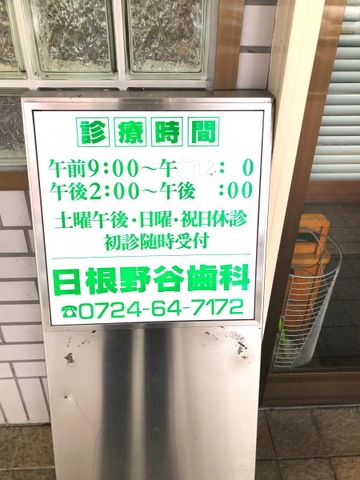 診療時間
午前9:00～午 0
午後2:00～午後 :00
土曜午後・日曜・祝日休診
初診随時受付
日根野谷歯科
☎0724-64-7172